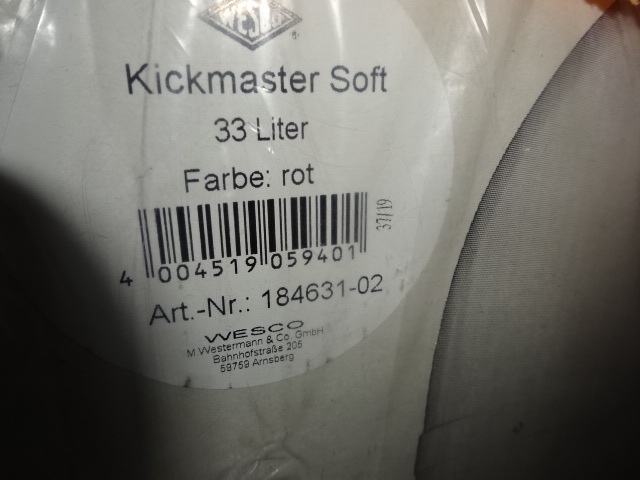 WESCO
Kickmaster Soft
33 Liter
Farbe: rot
37/19
4 004519 059401
Art.-Nr.: 184631-02
WESCO
M.Westermann & Co. GmbH
Bahnhofstraße 205
59759 Arnsberg